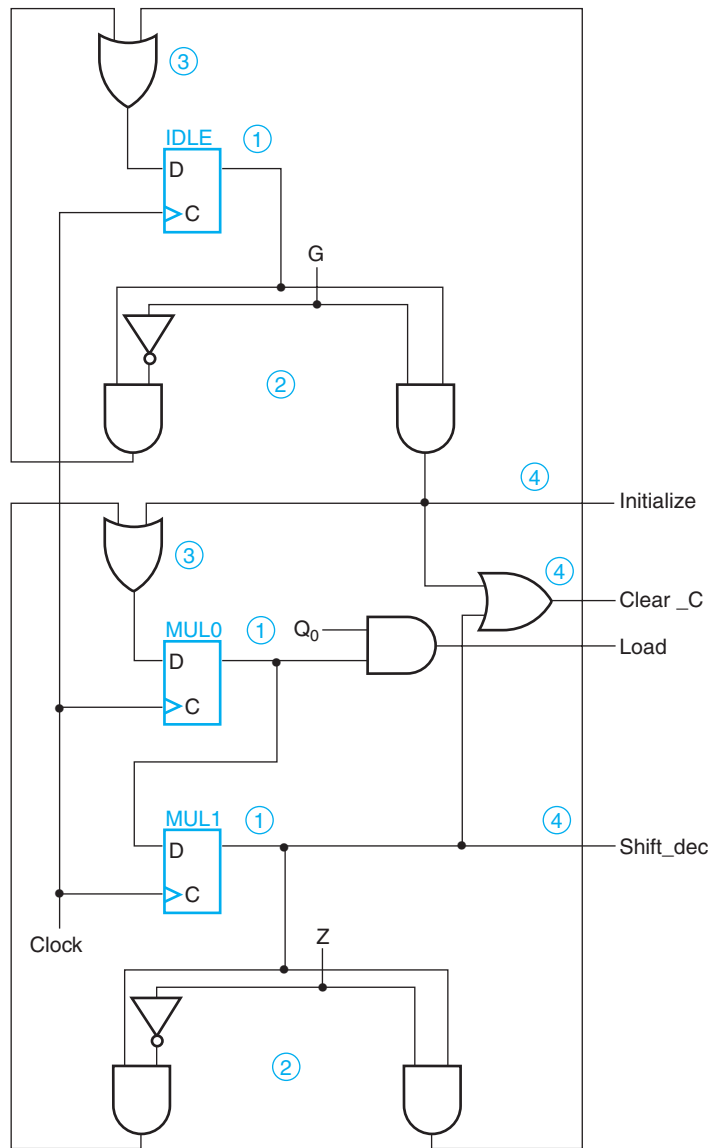 3
IDLE
1
D
C
G
2
4
Initialize
3
4
Clear _C
MUL0
1
Q₀
Load
D
C
MUL1
1
4
D
Shift_dec
C
Clock
Z
2